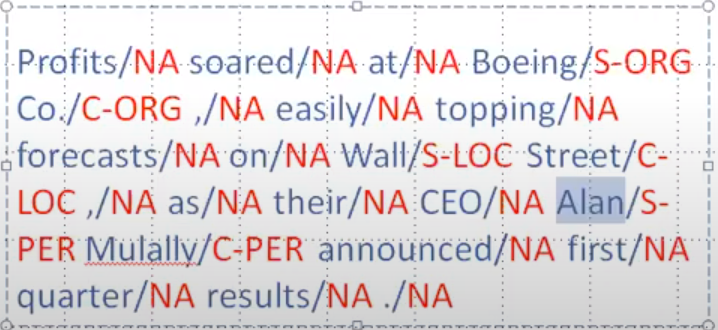 Profits/NA soared/NA at/NA Boeing/S-ORG
Co./C-ORG ,/NA easily/NA topping/NA
forecasts/NA on/NA Wall/S-LOC Street/C-
LOC ,/NA as/NA their/NA CEO/NA Alan/S-
PER Mulally/C-PER announced/NA first/NA
quarter/NA results/NA ./NA